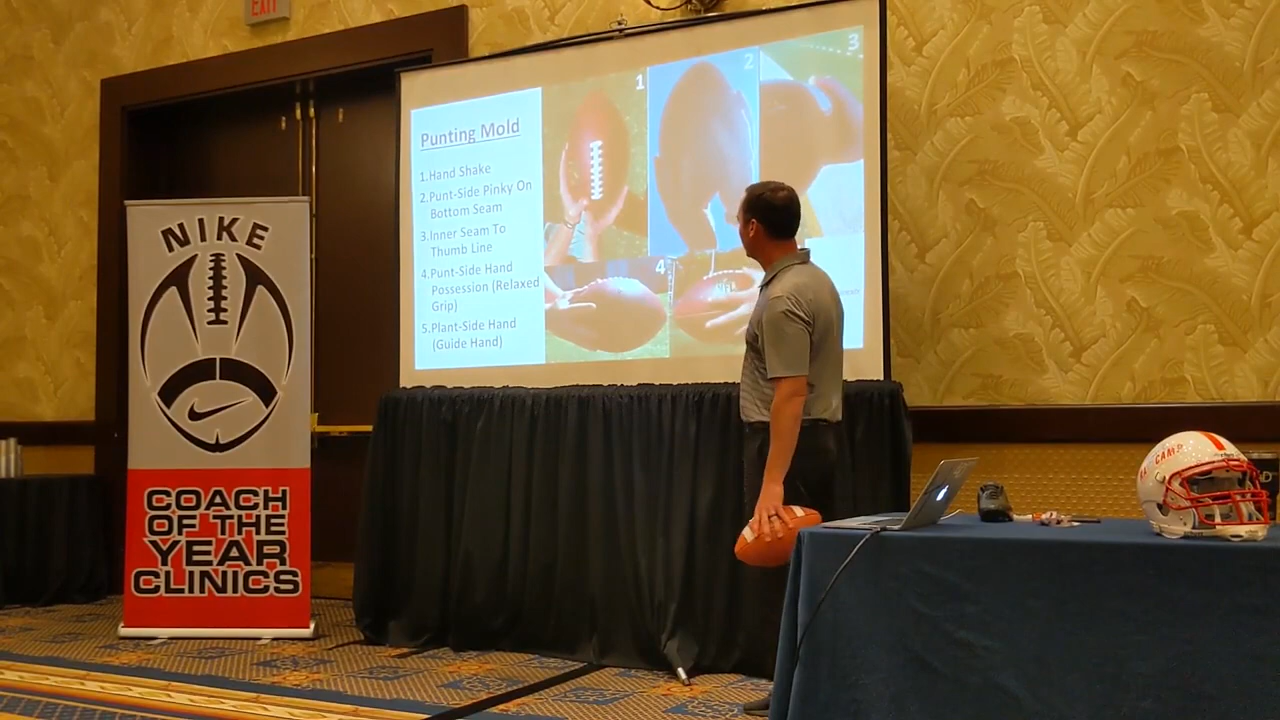 EXIT
Punting Mold
1.Hand Shake
2.Punt-Side Pinky On
Bottom Seam
3.Inner Seam To
Thumb Line
4.Punt-Side Hand
Possession (Relaxed
Grip)
5.Plant-Side Hand
(Guide Hand)
1
2
3
4
NFL
NIKE
COACH
OF THE
YEAR
CLINICS
CAMP